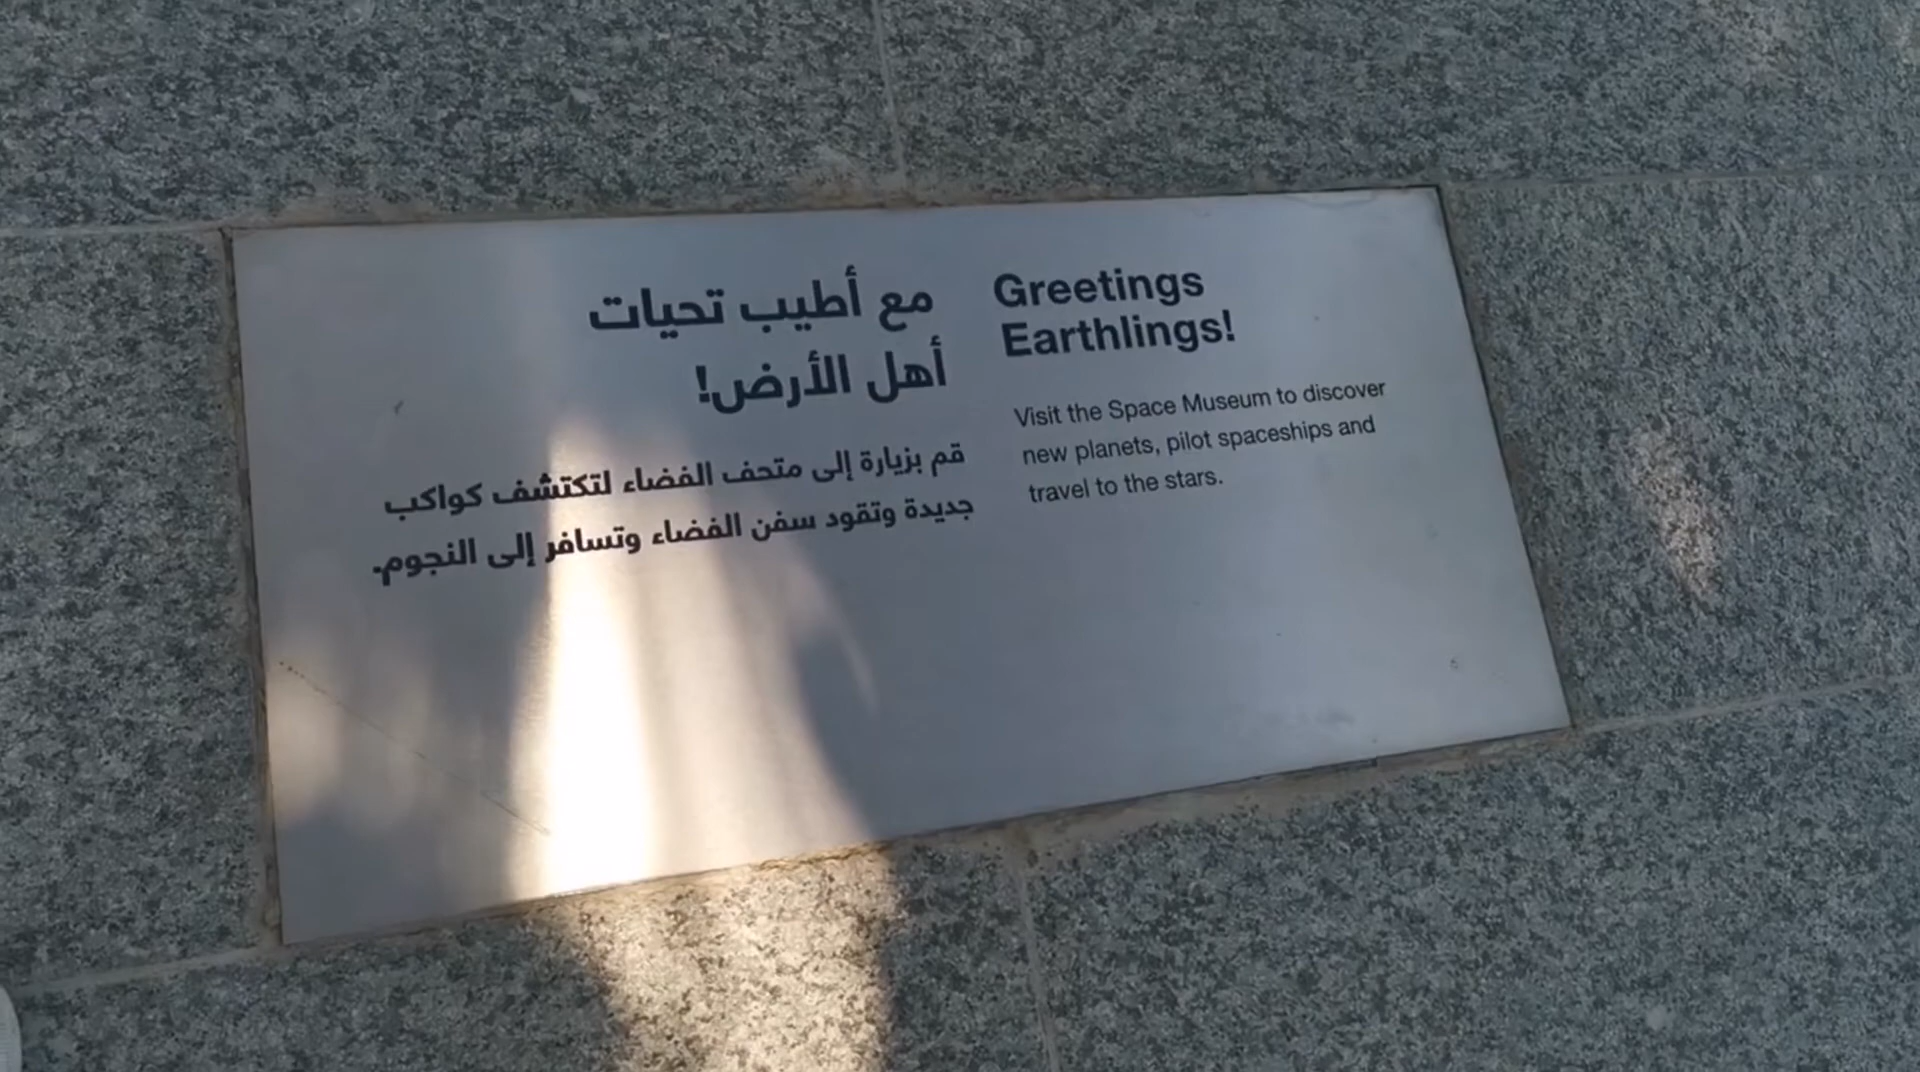 مع أطيب تحيات
أهل الأرض!
قم بزيارة إلى متحف الفضاء لتكتشف كواكب
جديدة وتقود سفن الفضاء وتسافر إلى النجوم.
Greetings
Earthlings!
Visit the Space Museum to discover
new planets, pilot spaceships and
travel to the stars.